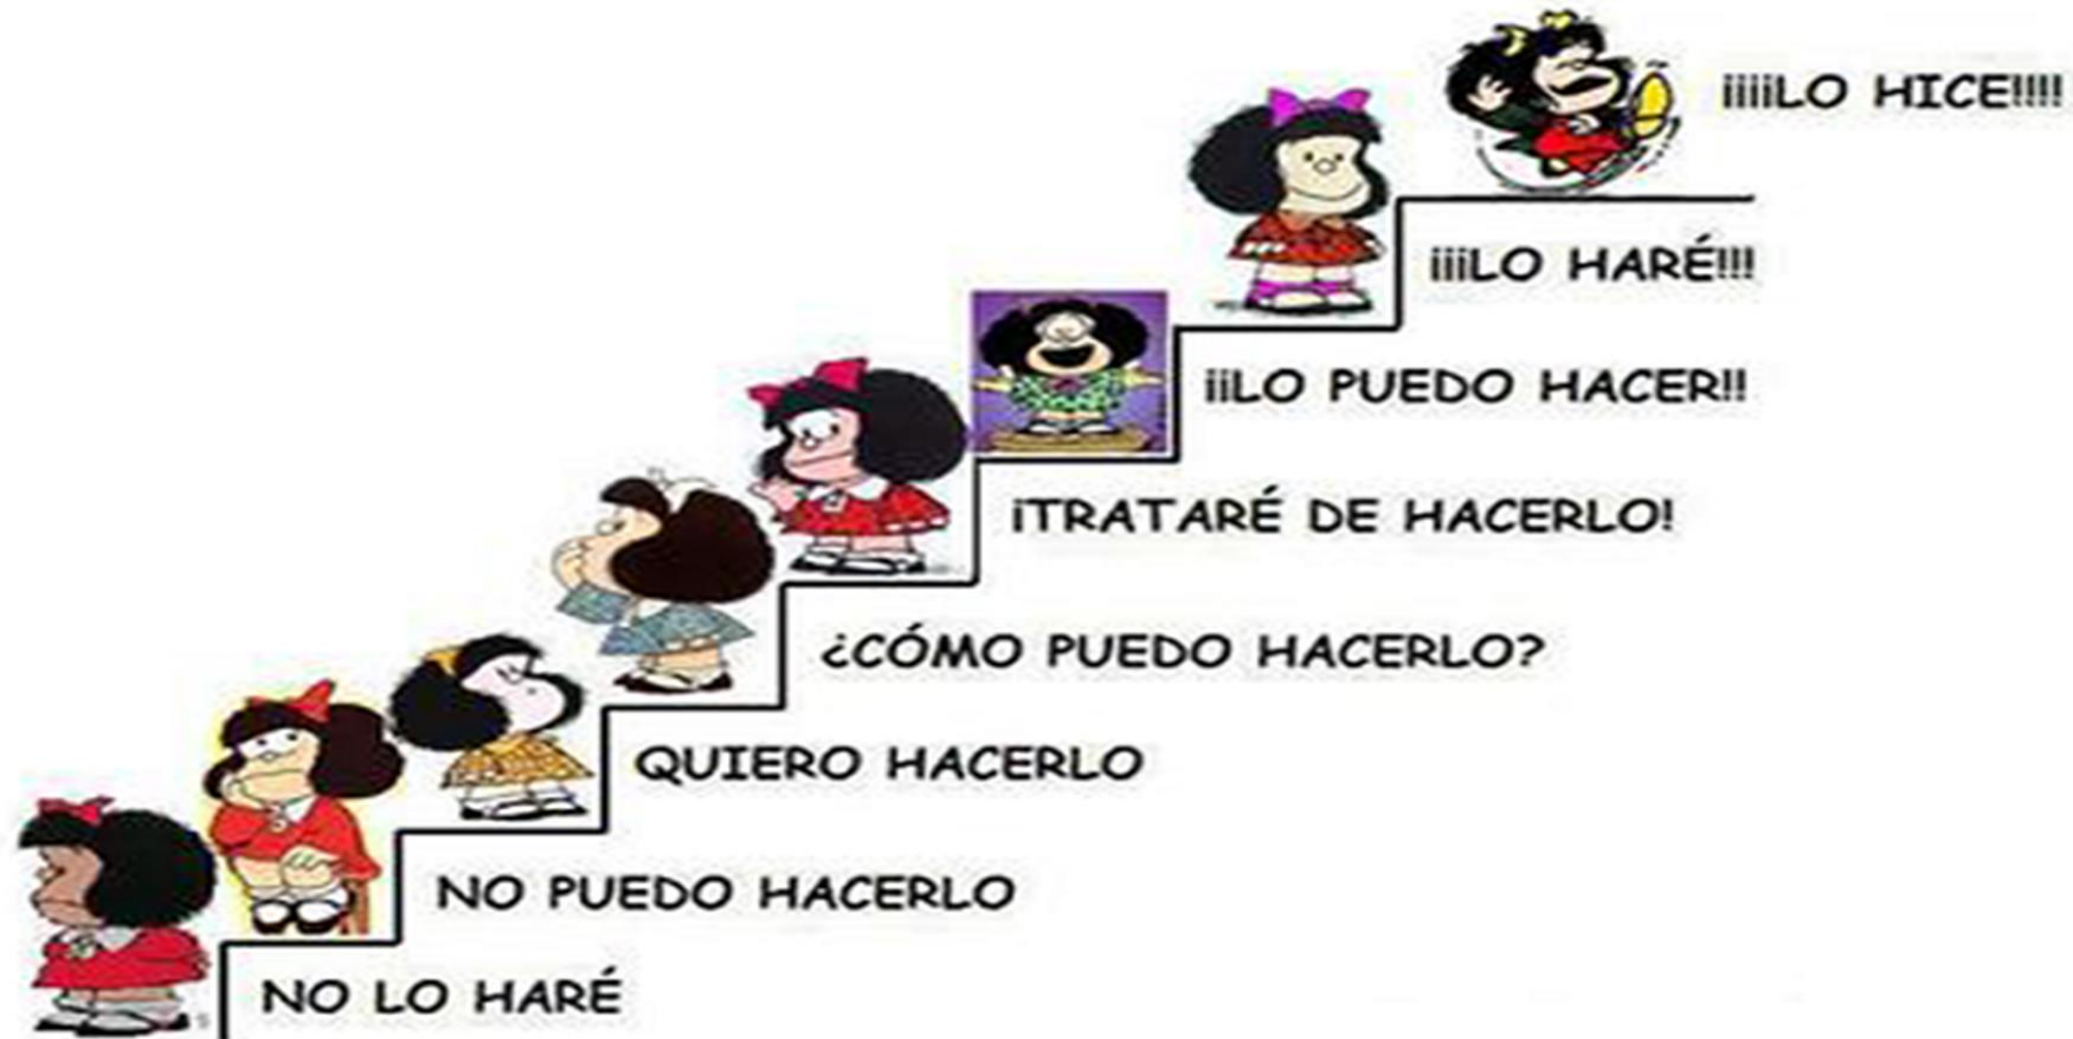 ¡¡¡¡LO HICE!!!!
¡¡¡LO HARÉ!!!
¡¡LO PUEDO HACER!!
¡TRATARÉ DE HACERLO!
¿CÓMO PUEDO HACERLO?
QUIERO HACERLO
NO PUEDO HACERLO
NO LO HARÉ